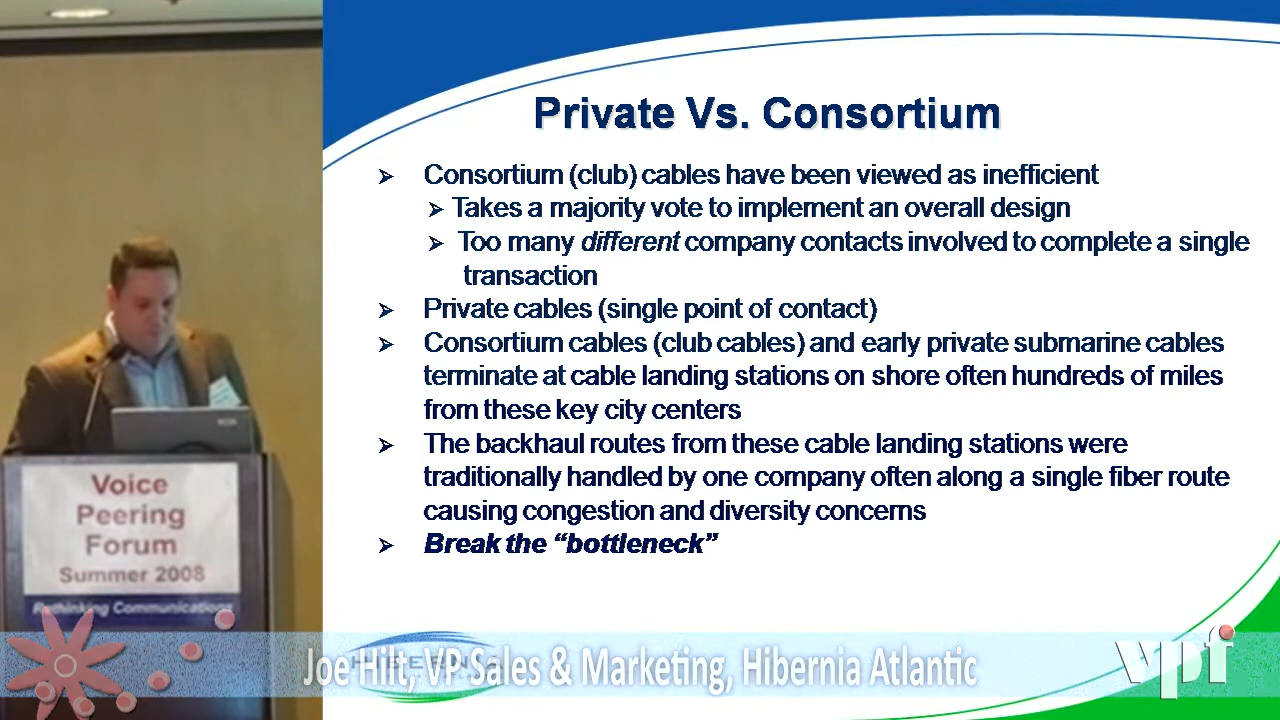 Private Vs. Consortium
Consortium (club) cables have been viewed as inefficient
Takes a majority vote to implement an overall design
Too many different company contacts involved to complete a single
transaction
Private cables (single point of contact)
Consortium cables (club cables) and early private submarine cables
terminate at cable landing stations on shore often hundreds of miles
from these key city centers
The backhaul routes from these cable landing stations were
traditionally handled by one company often along a single fiber route
causing congestion and diversity concerns
Break the “bottleneck”
Voice
Peering
Forum
Summer 2008
Rethinking Communications
HIBERNIA
Joe Hilt, VP Sales & Marketing, Hibernia Atlantic
vpf